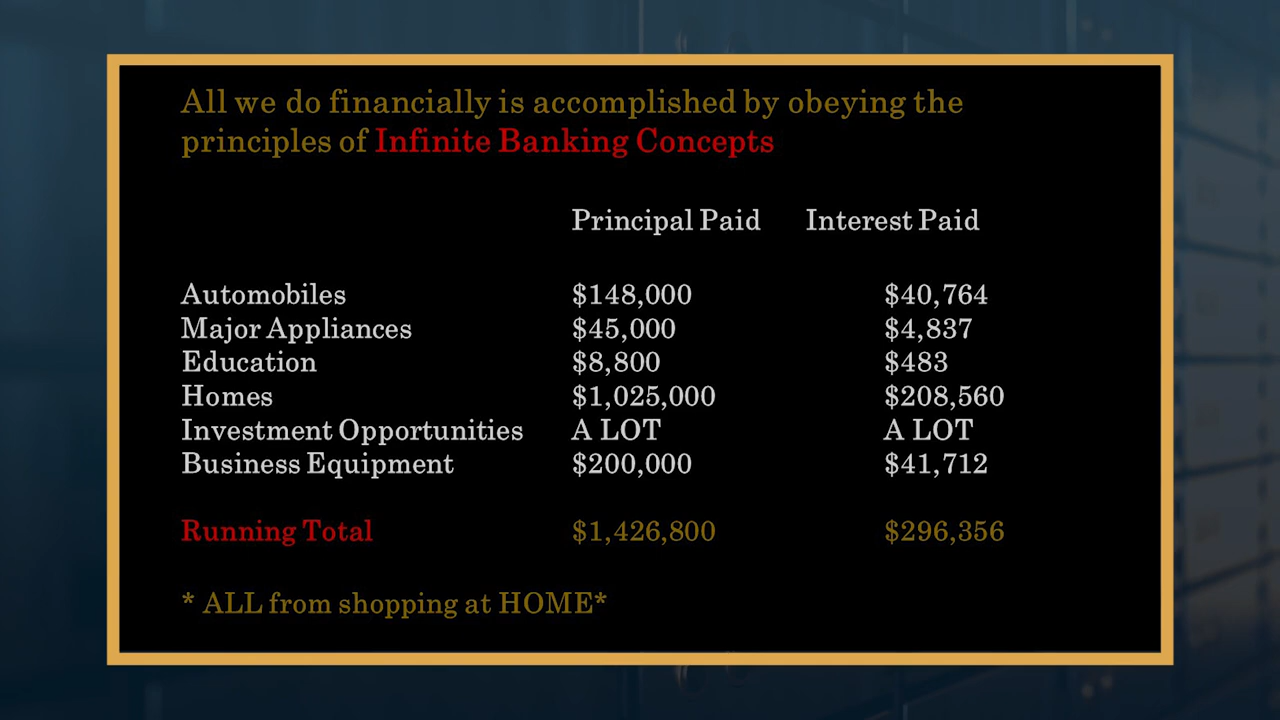 All we do financially is accomplished by obeying the
principles of Infinite Banking Concepts
Principal Paid Interest Paid
Automobiles $148,000 $40,764
Major Appliances $45,000 $4,837
Education $8,800 $483
Homes $1,025,000 $208,560
Investment Opportunities A LOT A LOT
Business Equipment $200,000 $41,712
Running Total $1,426,800 $296,356
* ALL from shopping at HOME*